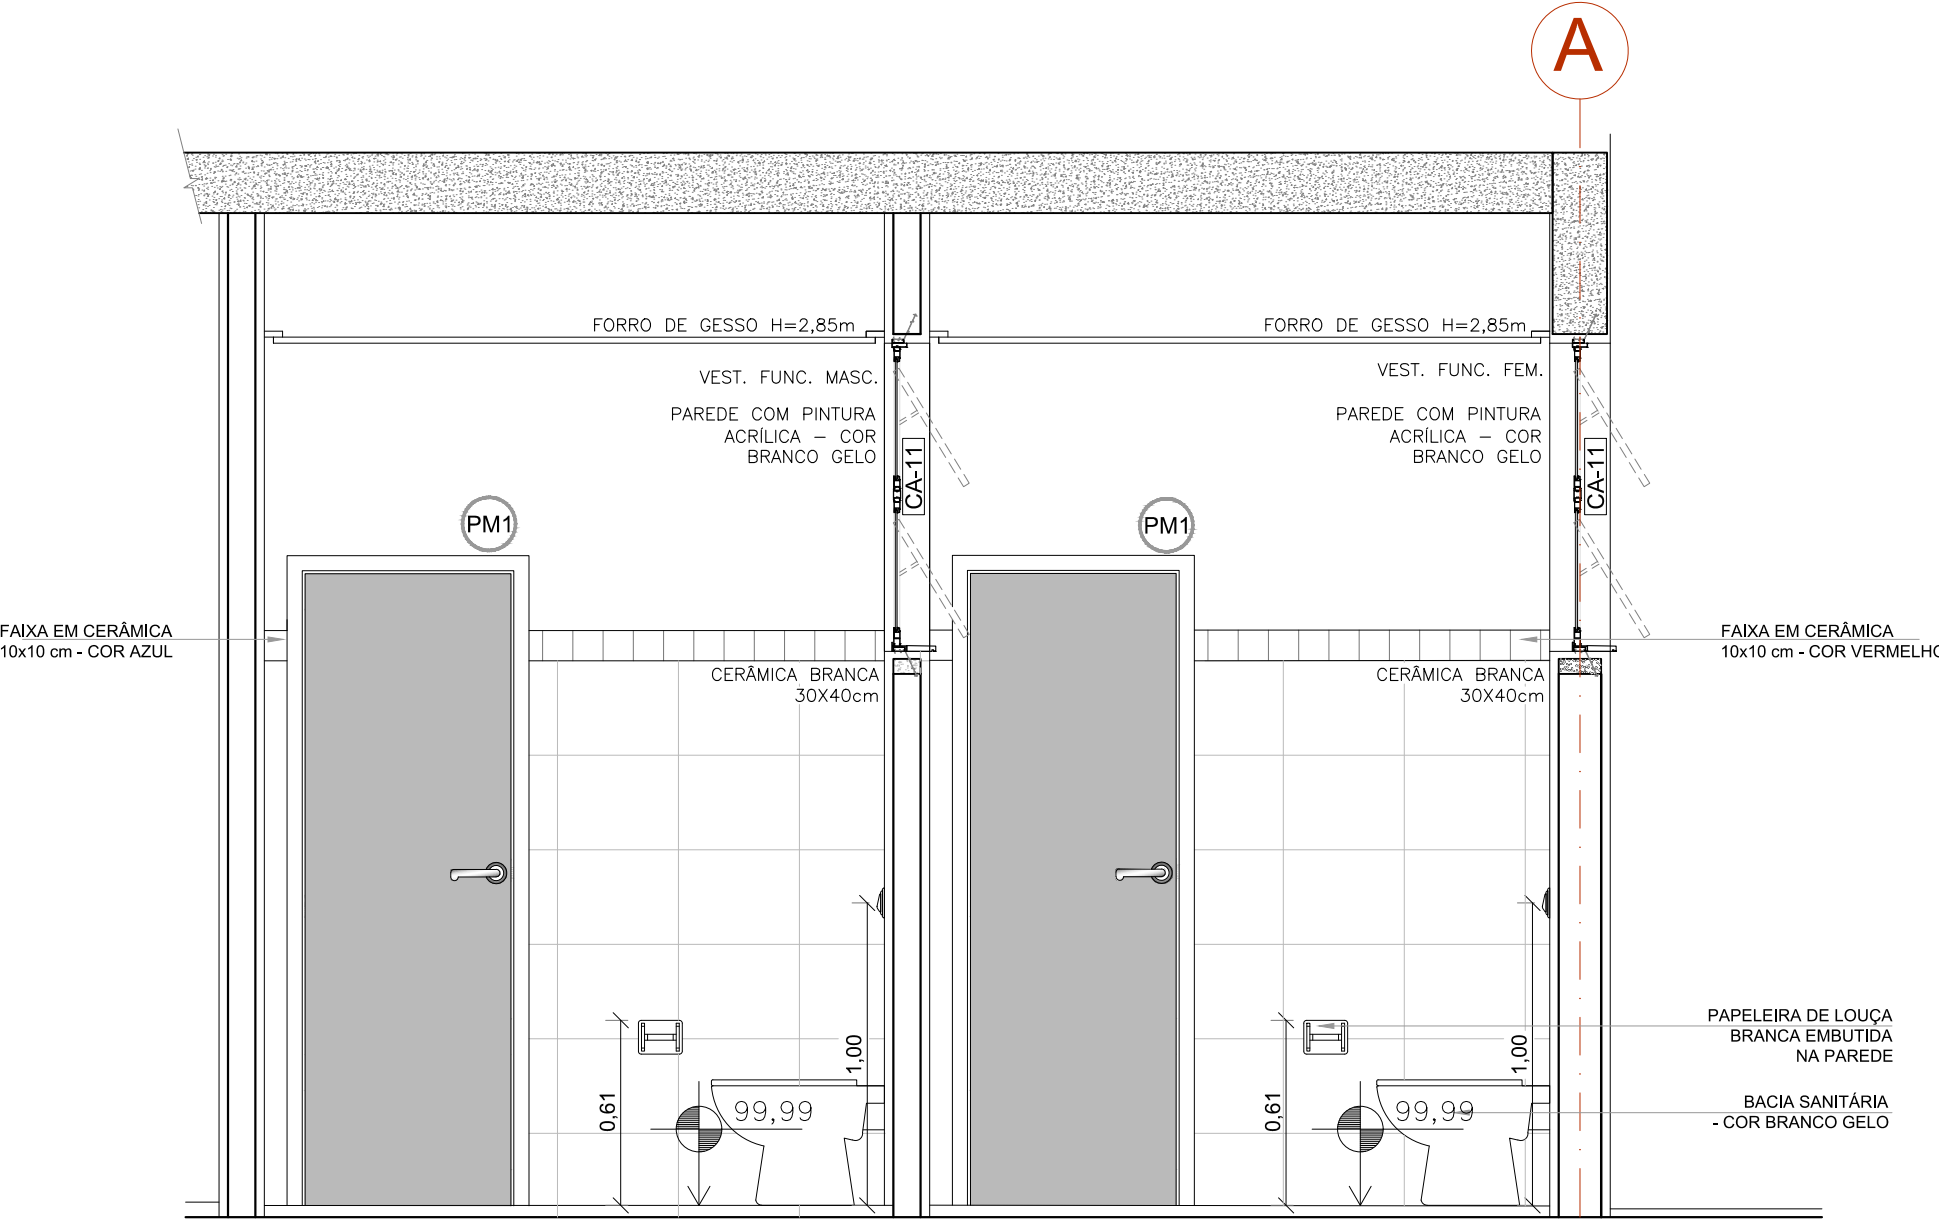 A
FORRO DE GESSO H=2,85m
FORRO DE GESSO H=2,85m
VEST. FUNC. MASC.
PAREDE COM PINTURA
ACRÍLICA - COR
BRANCO GELO
CA-11
VEST. FUNC. FEM.
PAREDE COM PINTURA
ACRÍLICA - COR
BRANCO GELO
CA-11
PM1
PM1
FAIXA EM CERÂMICA
10x10 cm - COR AZUL
FAIXA EM CERÂMICA
10x10 cm - COR VERMELHO
CERÂMICA BRANCA
30X40cm
CERÂMICA BRANCA
30X40cm
0,61
99,99
1,00
0,61
99,99
1,00
PAPELEIRA DE LOUÇA
BRANCA EMBUTIDA
NA PAREDE
BACIA SANITÁRIA
- COR BRANCO GELO